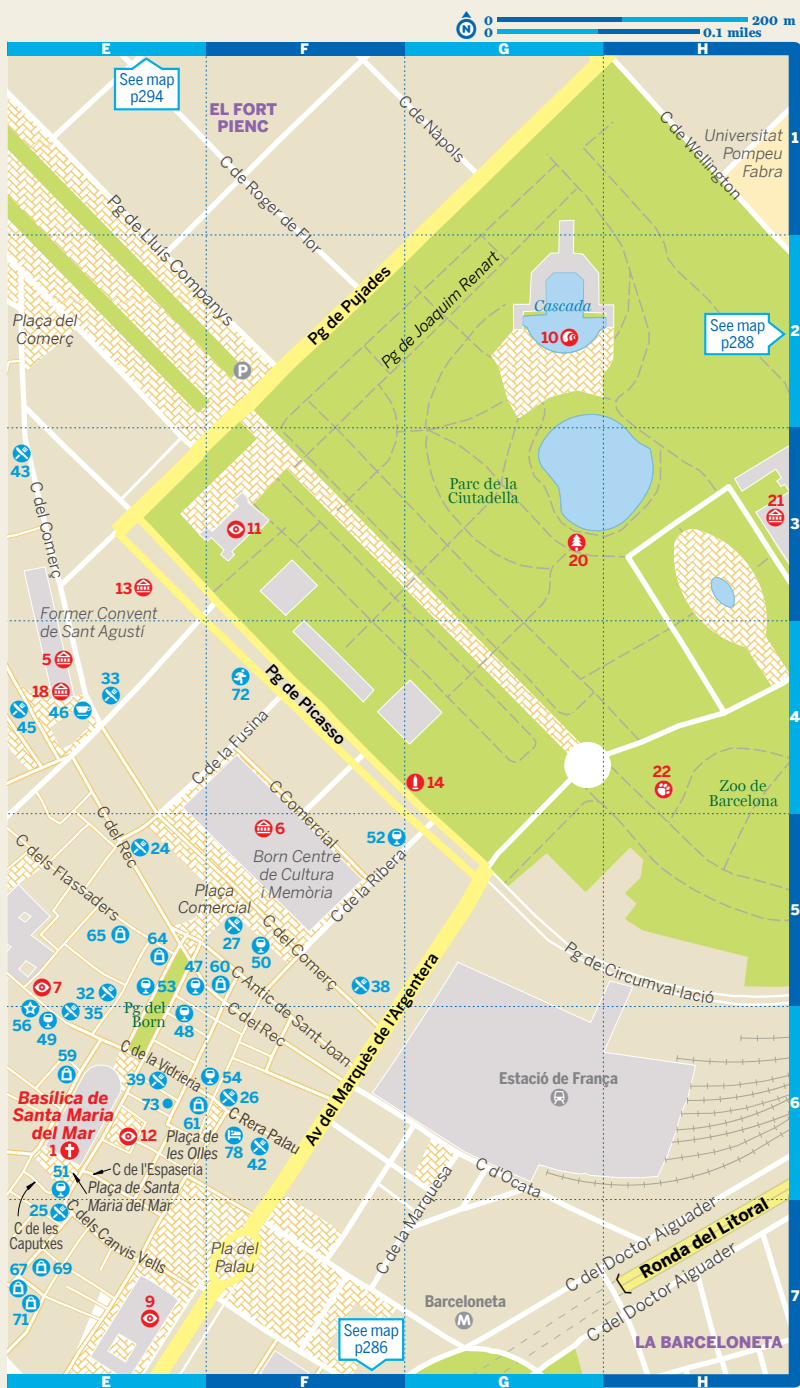 N
0
200 m
0
0.1 miles
E
F
G
H
See map
p294
EL FORT
PIENC
C de Nàpols
C de Wellington
Universitat
Pompeu
Fabra
1
C de Roger de Flor
Pg de Lluís Companys
Pg de Pujades
Pg de Joaquim Renart
Plaça del
Comerç
Cascada
10
See map
p288
2
P
43
C del Comerç
11
Parc de la
Ciutadella
20
21
3
13
Former Convent
de Sant Agustí
5
18
33
46
45
72
Pg de Picasso
C de la Fusina
14
22
Zoo de
Barcelona
4
C del Rec
24
C Comercial
6
52
Born Centre
de Cultura
i Memòria
C de la Ribera
C dels Flassaders
Plaça
Comercial
27
50
C del Comerç
65
64
5
7
32
53
47
60
38
Pg de Circumval·lació
C Antic de Sant Joan
56
49
35
Pg del
Born
48
C del Rec
Av del Marquès de l'Argentera
59
C de la Vidrieria
39
54
26
73
61
C Rera Palau
Estació de França
6
Basílica de
Santa Maria
del Mar
1
12
Plaça de
les Olles
78
42
51
C de l'Espaseria
Plaça de Santa
Maria del Mar
25
C de les
Caputxes
C dels Canvis Vells
C d'Ocata
C de la Marquesa
C del Doctor Aiguader
Ronda del Litoral
C del Doctor Aiguader
Pla del
Palau
67
69
71
9
Barceloneta
M
7
See map
p286
LA BARCELONETA
E
F
G
H